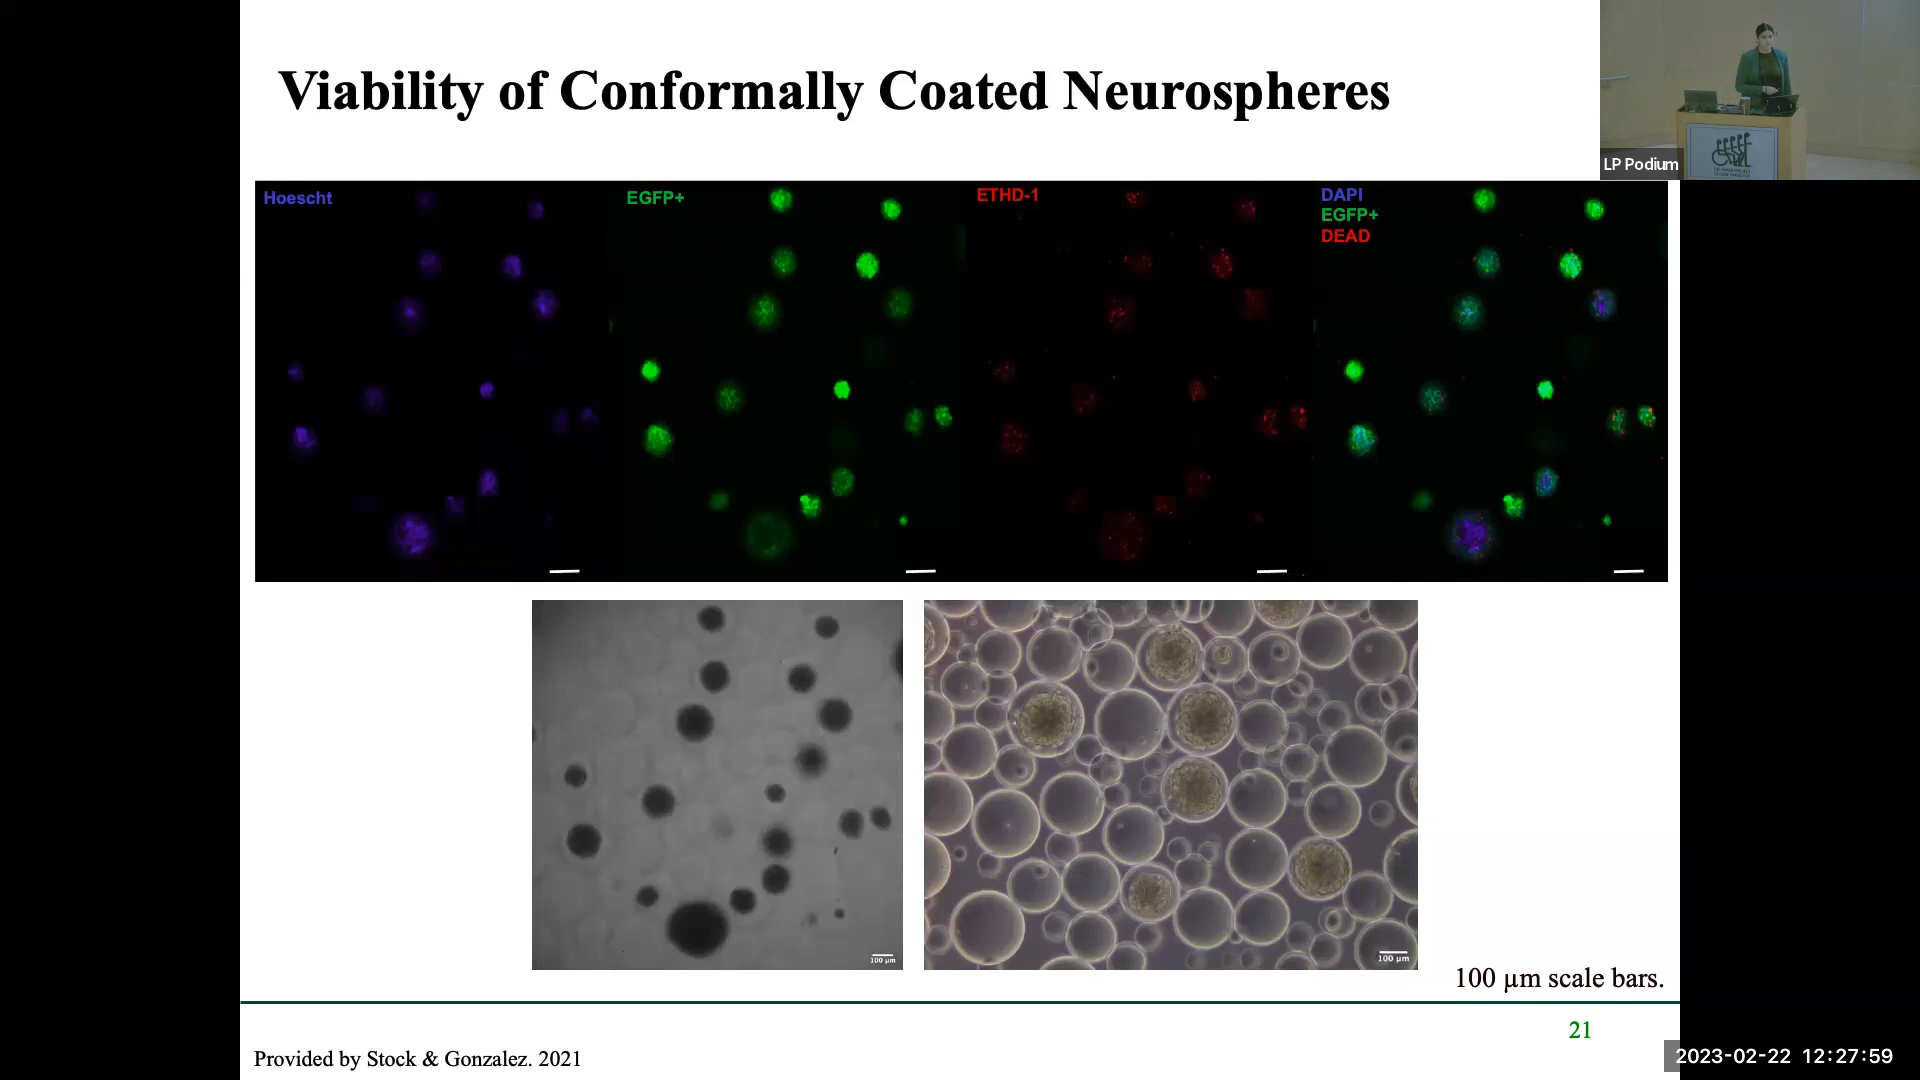 Viability of Conformally Coated Neurospheres
LP Podium
Hoescht
EGFP+
ETHD-1
DAPI
EGFP+
DEAD
100 µm
100 µm
100 µm scale bars.
21
Provided by Stock & Gonzalez. 2021
2023-02-22 12:27:59